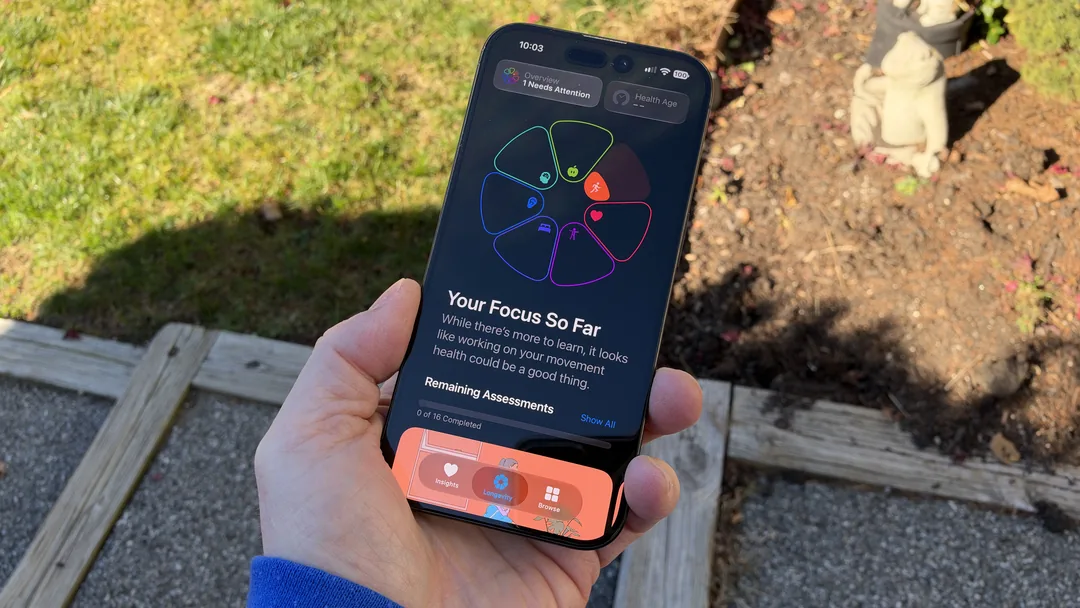 10:03
100
Overview
1 Needs Attention
Health Age
--
Your Focus So Far
While there's more to learn, it looks
like working on your movement
health could be a good thing.
Remaining Assessments
Show All
0 of 16 Completed
Insights
Longevity
Browse